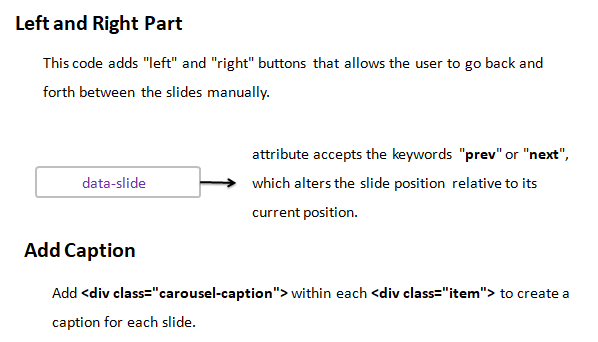 Left and Right Part
This code adds "left" and "right" buttons that allows the user to go back and
forth between the slides manually.
data-slide
attribute accepts the keywords "prev" or "next",
which alters the slide position relative to its
current position.
Add Caption
Add <div class="carousel-caption"> within each <div class="item"> to create a
caption for each slide.